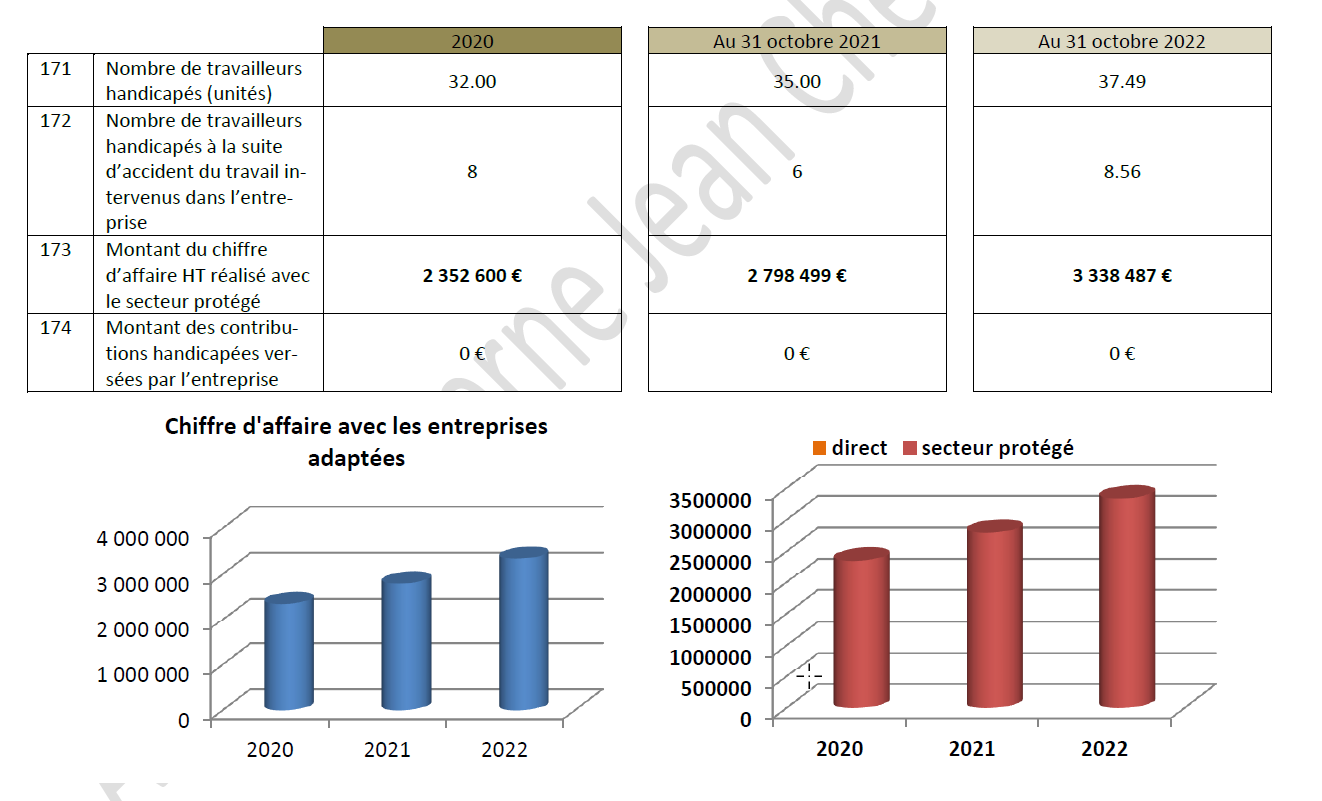 2020 Au 31 octobre 2021 Au 31 octobre 2022
171 Nombre de travailleurs
handicapés (unités) 32.00 35.00 37.49
172 Nombre de travailleurs
handicapés à la suite
d'accident du travail in-
tervenus dans l'entre-
prise 8 6 8.56
173 Montant du chiffre
d'affaire HT réalisé avec
le secteur protégé 2 352 600 € 2 798 499 € 3 338 487 €
174 Montant des contribu-
tions handicapées ver-
sées par l'entreprise 0 € 0 € 0 €
Chiffre d'affaire avec les entreprises
adaptées
4 000 000
3 000 000
2 000 000
1 000 000
0
2020 2021 2022
direct secteur protégé
3500000
3000000
2500000
2000000
1500000
1000000
500000
0
2020 2021 2022
Jean